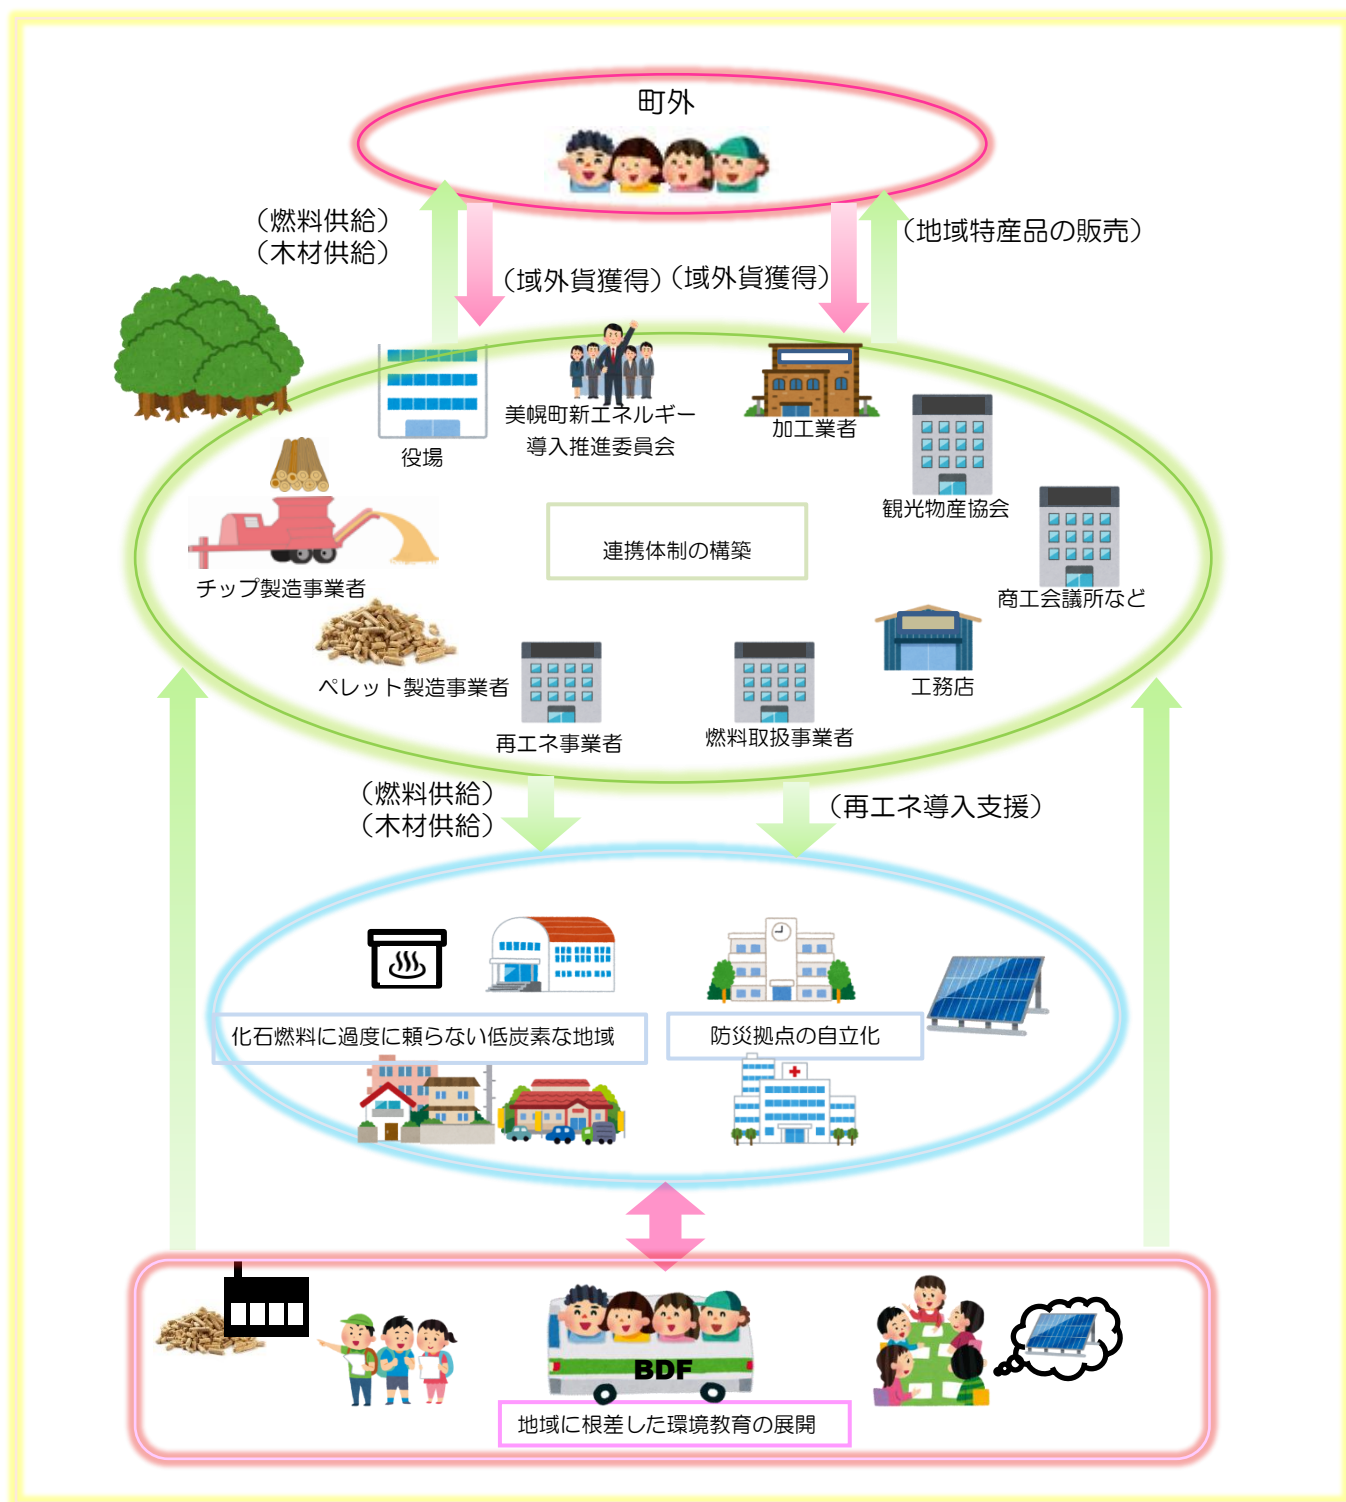 町外
（燃料供給）
（木材供給）
（地域特産品の販売）
（域外貨獲得）
（域外貨獲得）
役場
美幌町新エネルギー
導入推進委員会
加工業者
観光物産協会
連携体制の構築
チップ製造事業者
商工会議所など
ペレット製造事業者
工務店
再エネ事業者
燃料取扱事業者
（燃料供給）
（木材供給）
（再エネ導入支援）
化石燃料に過度に頼らない低炭素な地域
防災拠点の自立化
BDF
地域に根差した環境教育の展開